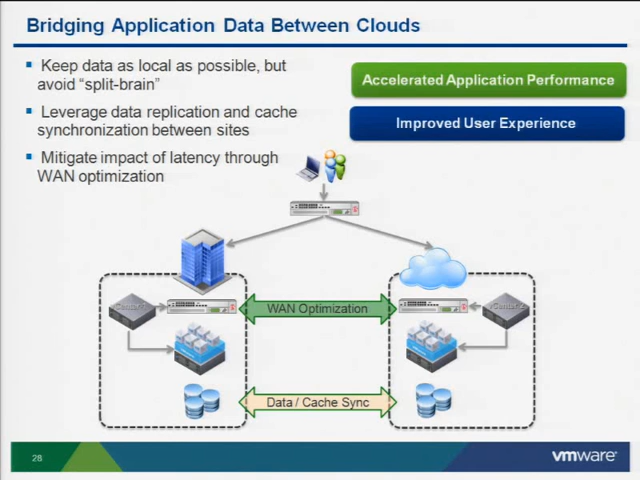 Bridging Application Data Between Clouds
Keep data as local as possible, but
avoid “split-brain”
Leverage data replication and cache
synchronization between sites
Mitigate impact of latency through
WAN optimization
Accelerated Application Performance
Improved User Experience
WAN Optimization
Data / Cache Sync
28
vmware